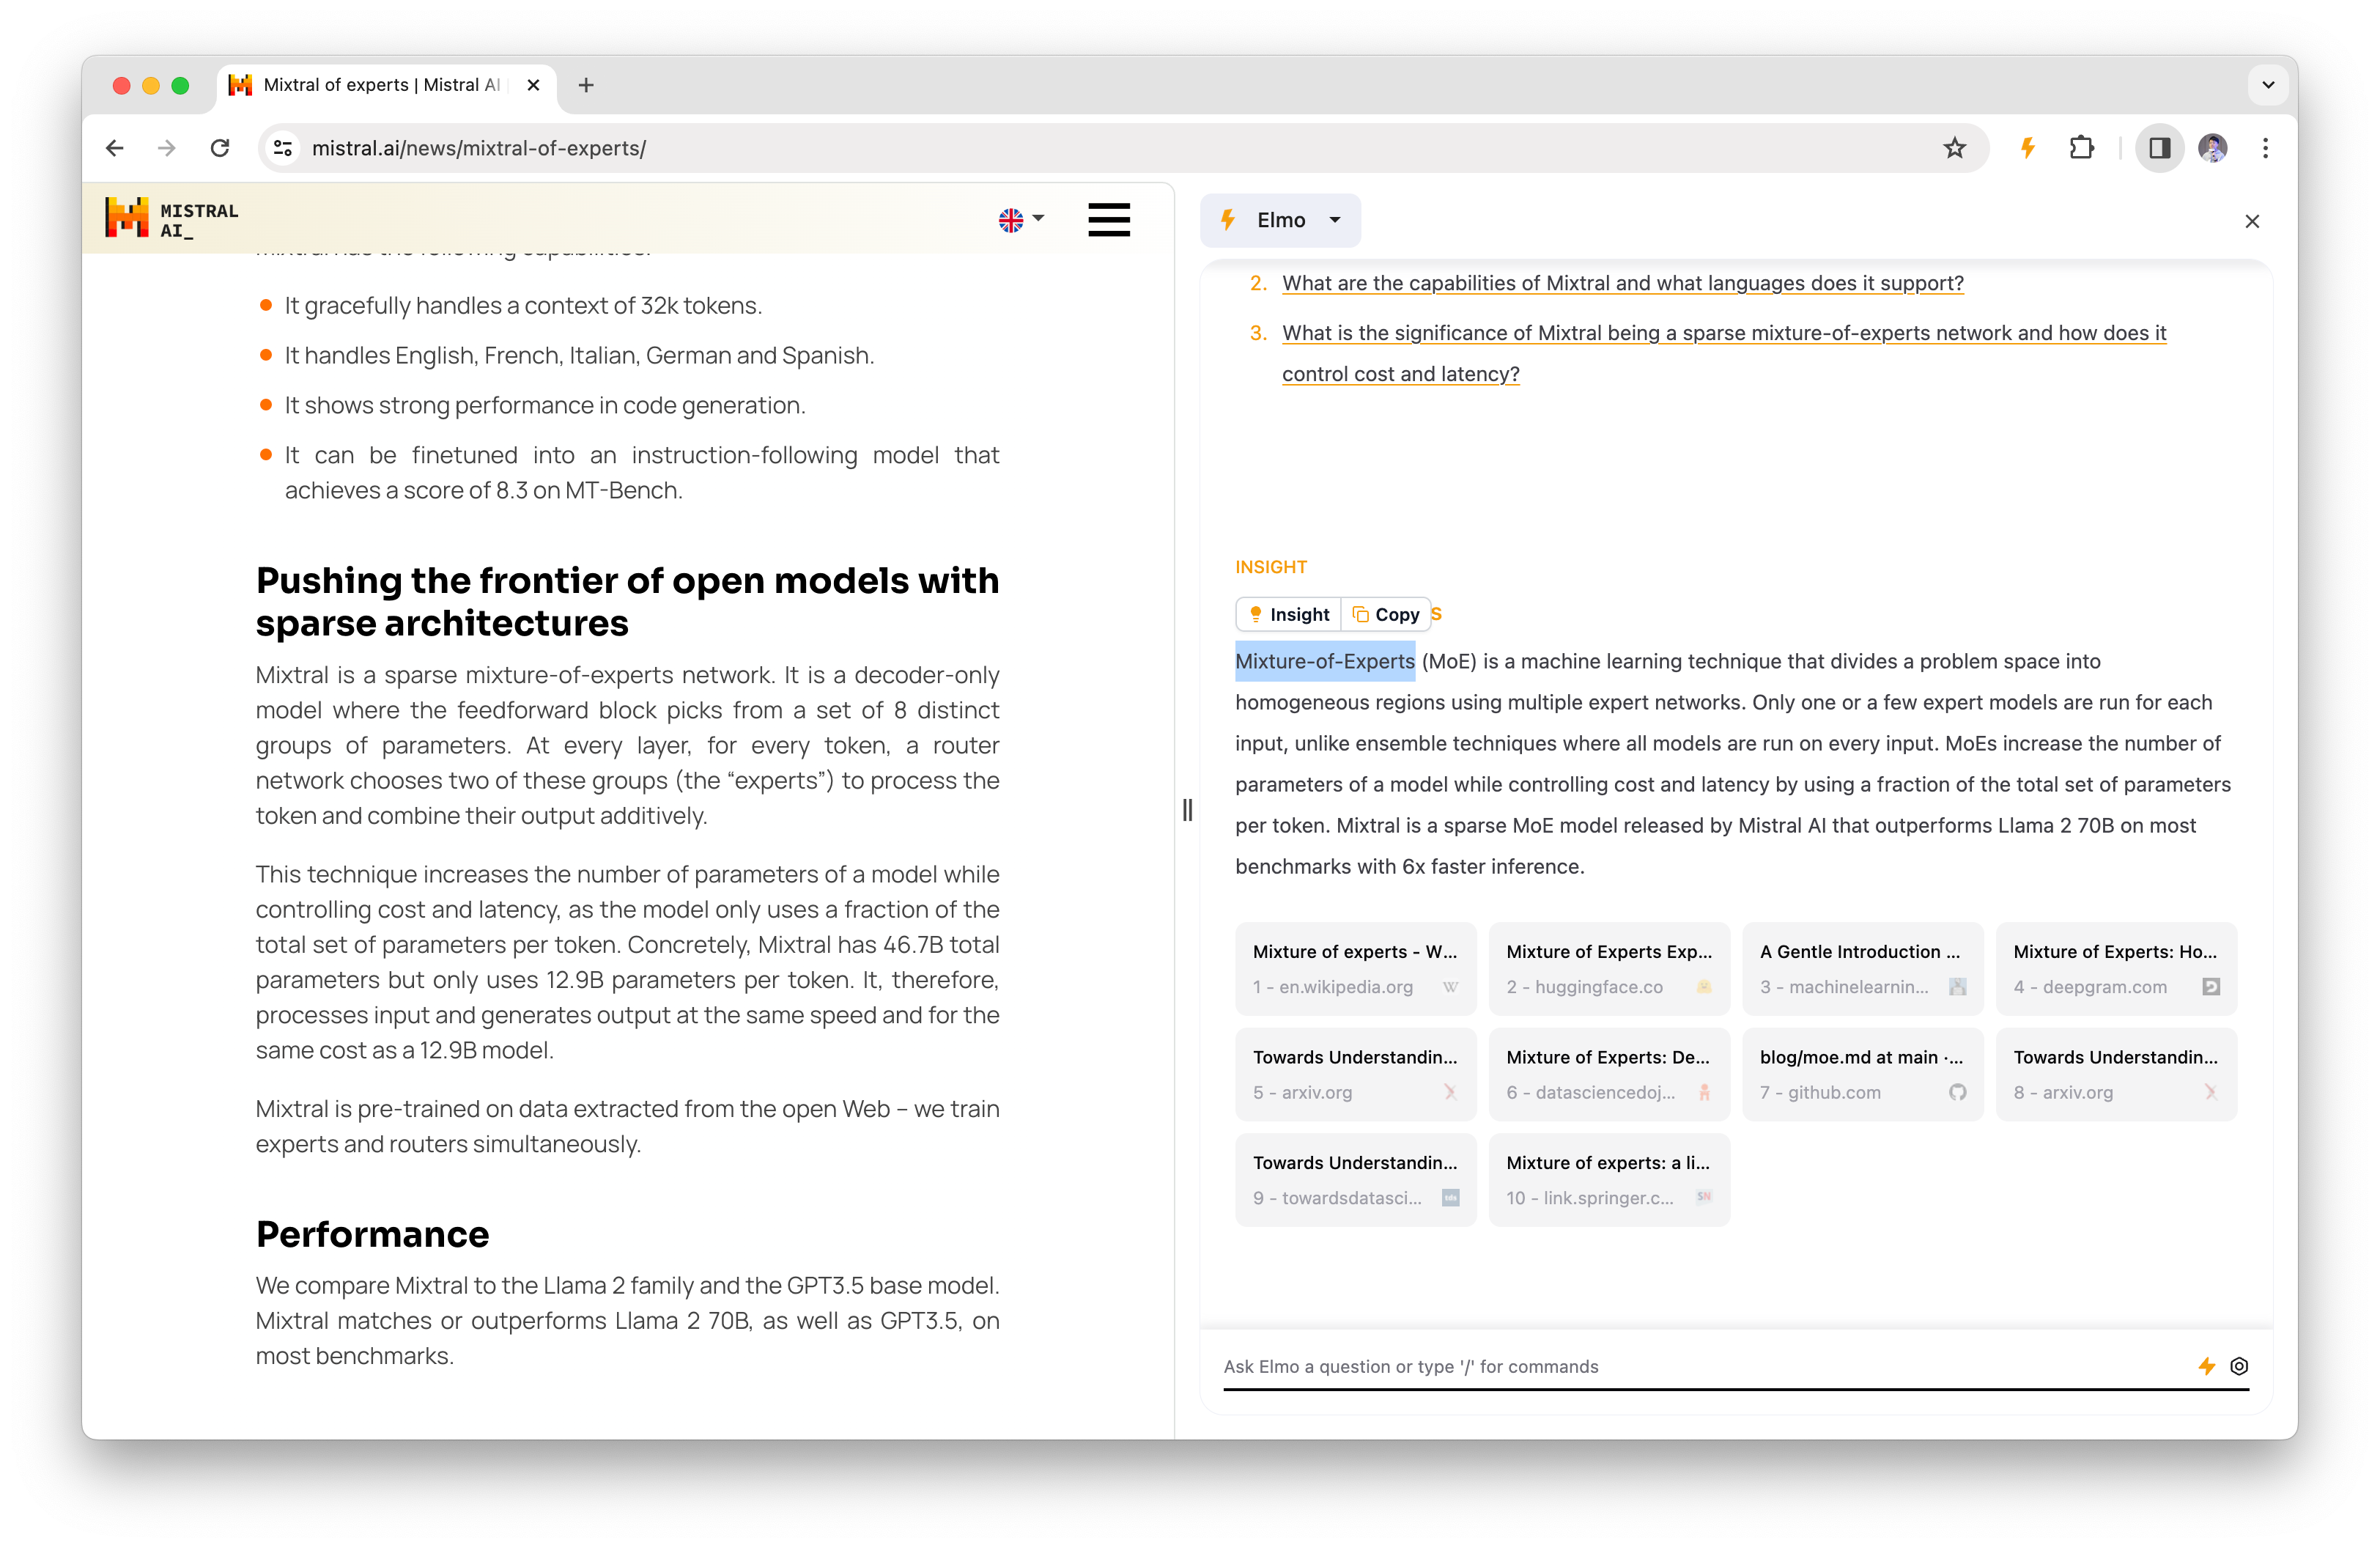 Mixtral of experts | Mistral AI
mistral.ai/news/mixtral-of-experts/
MISTRAL
AI_
Mixtral has the following capabilities.
It gracefully handles a context of 32k tokens.
It handles English, French, Italian, German and Spanish.
It shows strong performance in code generation.
It can be finetuned into an instruction-following model that
achieves a score of 8.3 on MT-Bench.
Pushing the frontier of open models with
sparse architectures
Mixtral is a sparse mixture-of-experts network. It is a decoder-only
model where the feedforward block picks from a set of 8 distinct
groups of parameters. At every layer, for every token, a router
network chooses two of these groups (the “experts”) to process the
token and combine their output additively.
This technique increases the number of parameters of a model while
controlling cost and latency, as the model only uses a fraction of the
total set of parameters per token. Concretely, Mixtral has 46.7B total
parameters but only uses 12.9B parameters per token. It, therefore,
processes input and generates output at the same speed and for the
same cost as a 12.9B model.
Mixtral is pre-trained on data extracted from the open Web – we train
experts and routers simultaneously.
Performance
We compare Mixtral to the Llama 2 family and the GPT3.5 base model.
Mixtral matches or outperforms Llama 2 70B, as well as GPT3.5, on
most benchmarks.
Elmo
2. What are the capabilities of Mixtral and what languages does it support?
3. What is the significance of Mixtral being a sparse mixture-of-experts network and how does it
control cost and latency?
INSIGHT
Insight Copy S
Mixture-of-Experts (MoE) is a machine learning technique that divides a problem space into
homogeneous regions using multiple expert networks. Only one or a few expert models are run for each
input, unlike ensemble techniques where all models are run on every input. MoEs increase the number of
parameters of a model while controlling cost and latency by using a fraction of the total set of parameters
per token. Mixtral is a sparse MoE model released by Mistral AI that outperforms Llama 2 70B on most
benchmarks with 6x faster inference.
Mixture of experts - W...
1 - en.wikipedia.org W
Mixture of Experts Exp...
2 - huggingface.co
A Gentle Introduction ...
3 - machinelearnin...
Mixture of Experts: Ho...
4 - deepgram.com
Towards Understandin...
5 - arxiv.org
Mixture of Experts: De...
6 - datasciencedoj...
blog/moe.md at main ·...
7 - github.com
Towards Understandin...
8 - arxiv.org
Towards Understandin...
9 - towardsdatasci... tds
Mixture of experts: a li...
10 - link.springer.c... SN
Ask Elmo a question or type '/' for commands